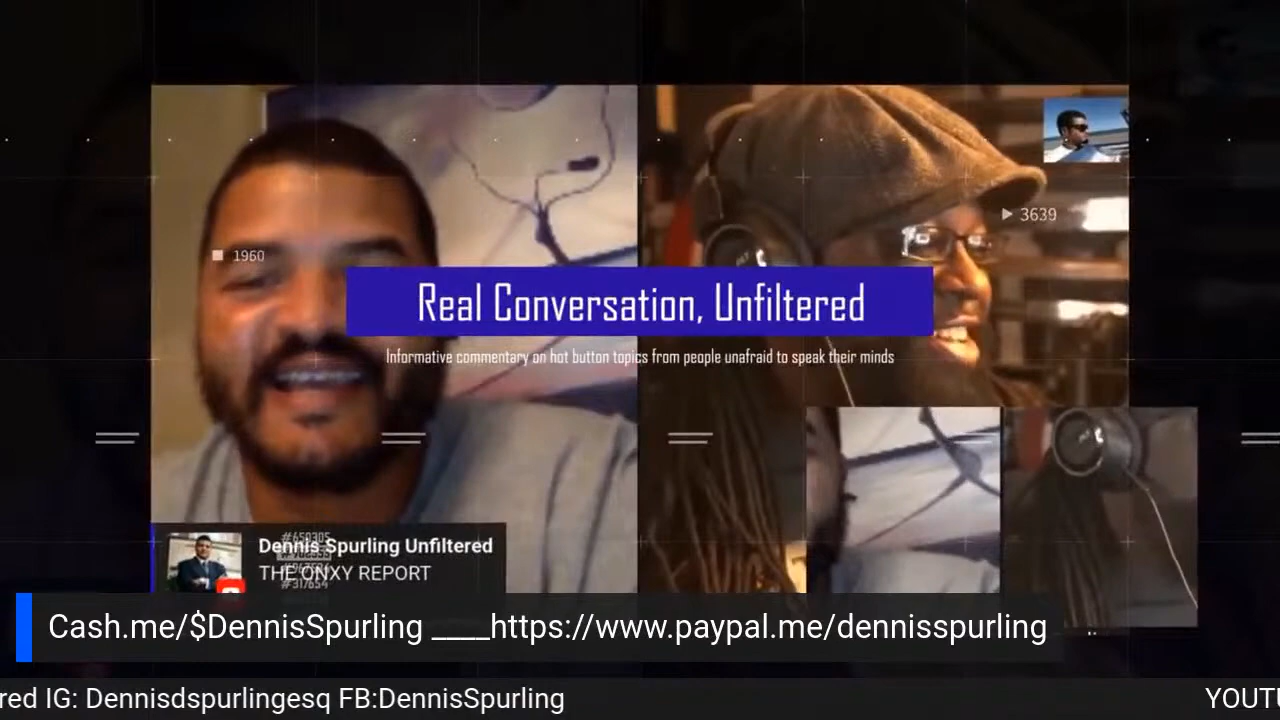 3639
1960
Real Conversation, Unfiltered
Informative commentary on hot button topics from people unafraid to speak their minds
Dennis Spurling Unfiltered
THE ONXY REPORT
#317654
Cash.me/$DennisSpurling ____https://www.paypal.me/dennisspurling
red IG: Dennisdspurlingesq FB:DennisSpurling
YOUTU